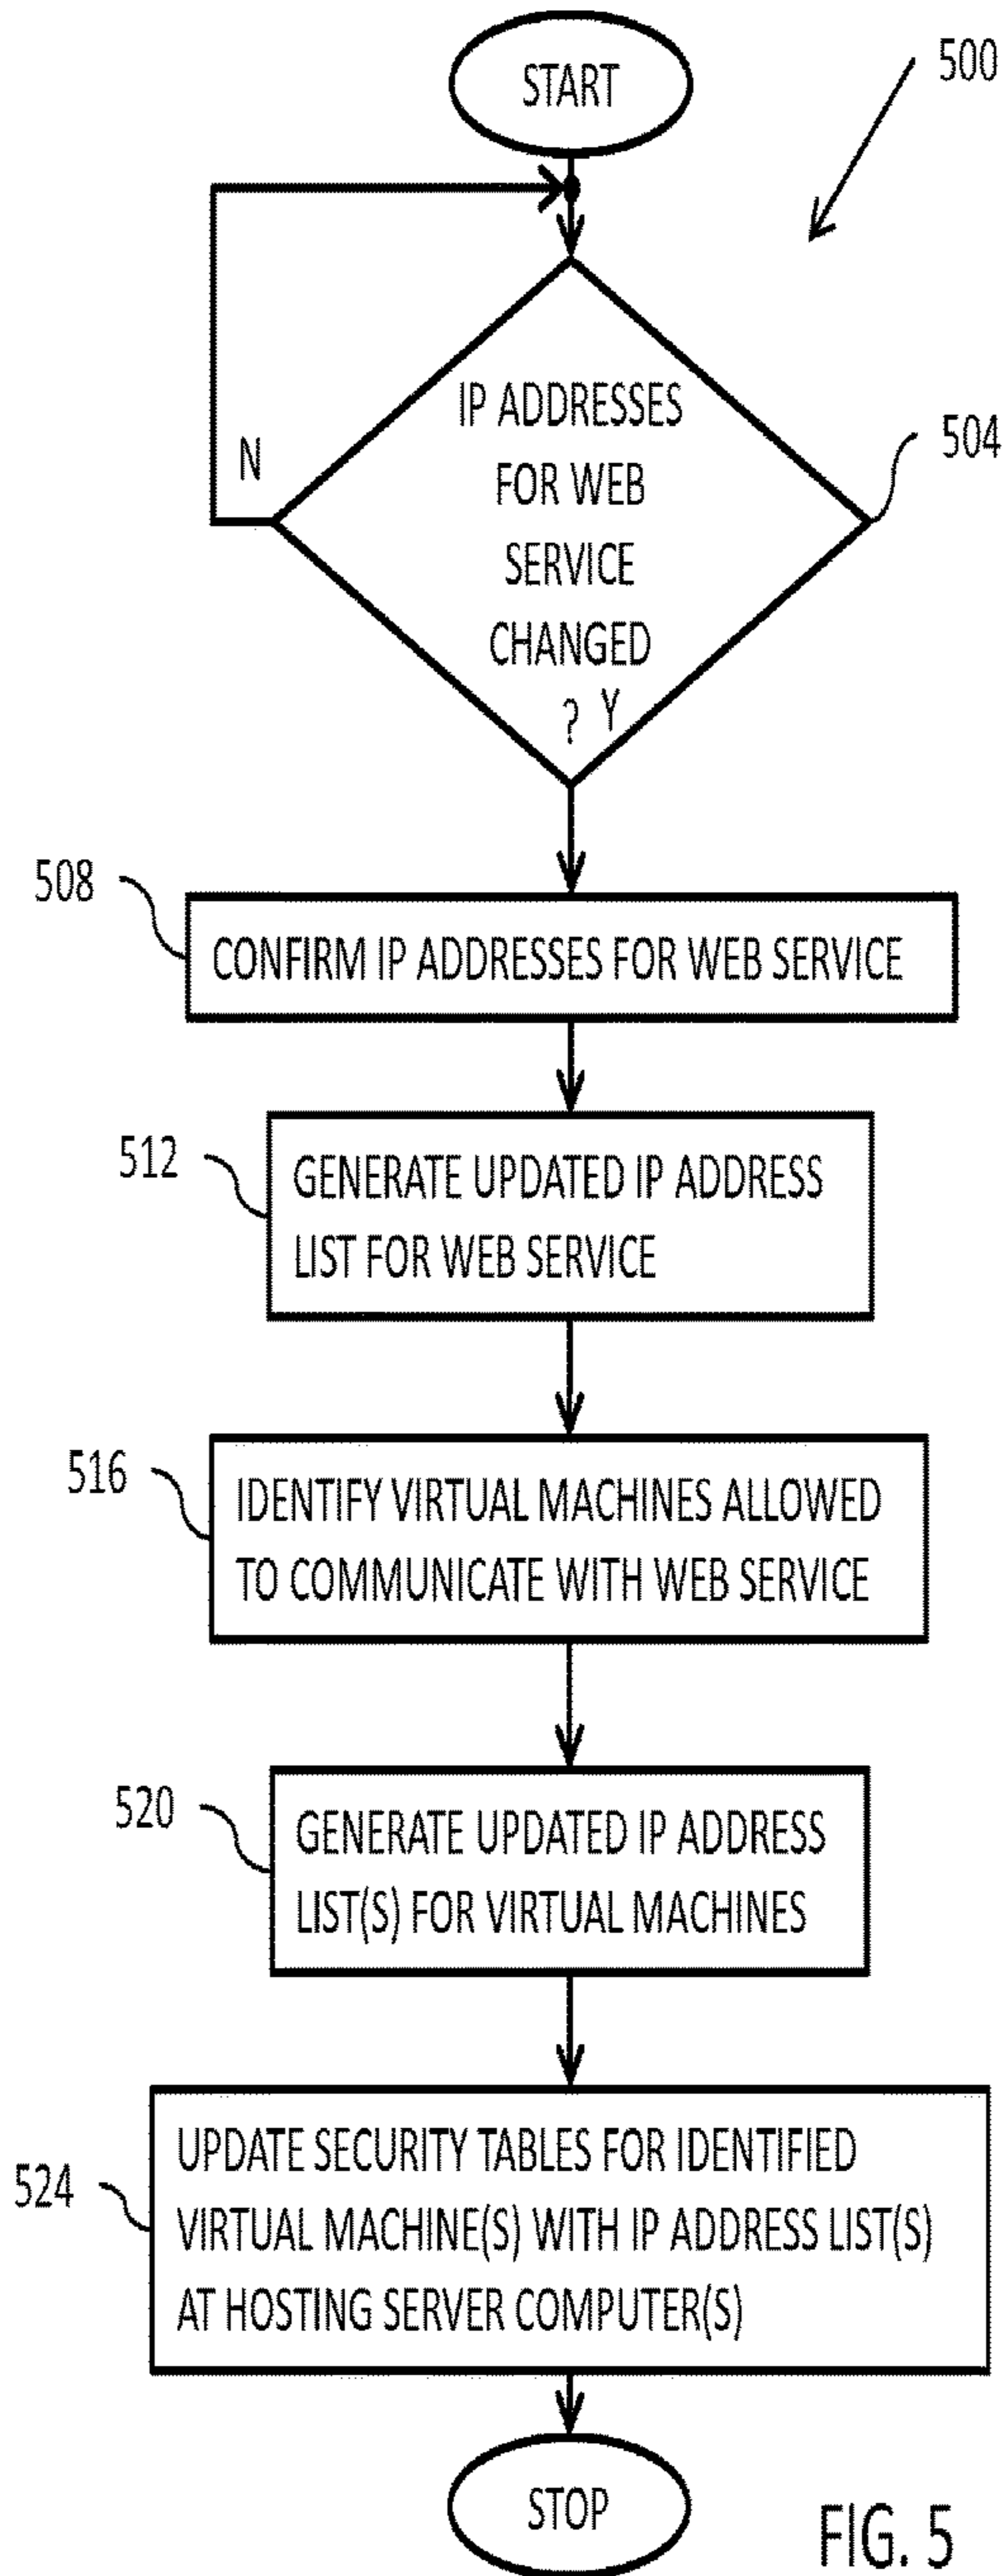 START
500
IP ADDRESSES
FOR WEB
SERVICE
CHANGED
? Y
N
504
508
CONFIRM IP ADDRESSES FOR WEB SERVICE
512
GENERATE UPDATED IP ADDRESS
LIST FOR WEB SERVICE
516
IDENTIFY VIRTUAL MACHINES ALLOWED
TO COMMUNICATE WITH WEB SERVICE
520
GENERATE UPDATED IP ADDRESS
LIST(S) FOR VIRTUAL MACHINES
524
UPDATE SECURITY TABLES FOR IDENTIFIED
VIRTUAL MACHINE(S) WITH IP ADDRESS LIST(S)
AT HOSTING SERVER COMPUTER(S)
STOP
FIG. 5